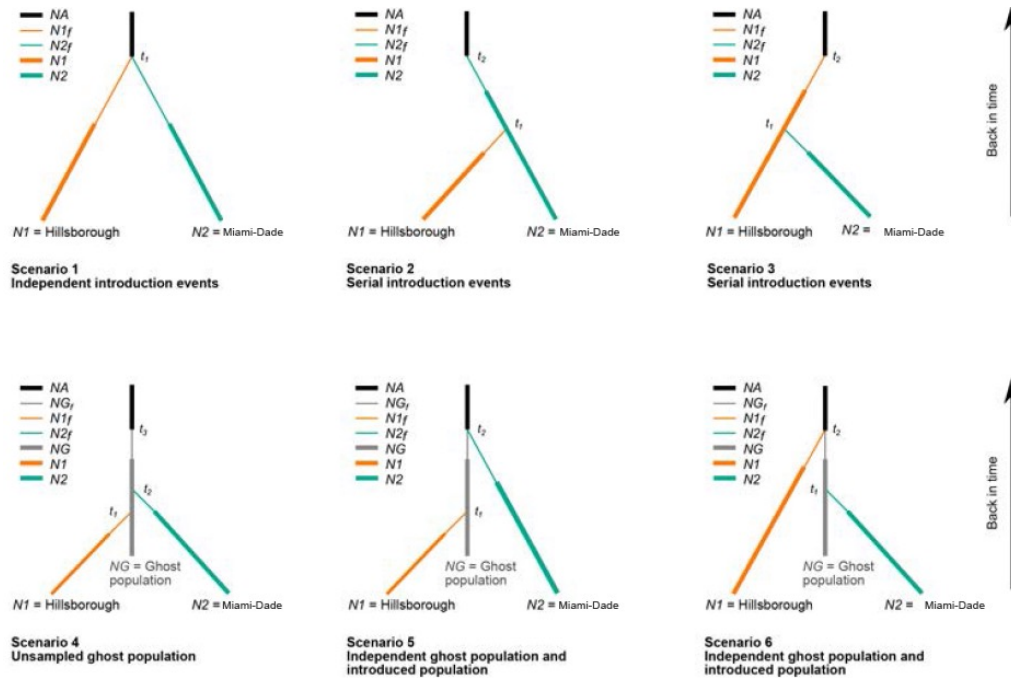 NA
N1f
N2f
N1
N2
t1
N1 = Hillsborough
N2 = Miami-Dade
Scenario 1
Independent introduction events
NA
N1f
N2f
N1
N2
t2
t1
N1 = Hillsborough
N2 = Miami-Dade
Scenario 2
Serial introduction events
NA
N1f
N2f
N1
N2
t2
t1
N1 = Hillsborough
N2 = Miami-Dade
Scenario 3
Serial introduction events
Back in time
NA
NGf
N1f
N2f
NG
N1
N2
t3
t2
t1
NG = Ghost
population
N1 = Hillsborough
N2 = Miami-Dade
Scenario 4
Unsampled ghost population
NA
NGf
N1f
N2f
NG
N1
N2
t2
t1
NG = Ghost
population
N1 = Hillsborough
N2 = Miami-Dade
Scenario 5
Independent ghost population and
introduced population
NA
NGf
N1f
N2f
NG
N1
N2
t2
t1
NG = Ghost
population
N1 = Hillsborough
N2 = Miami-Dade
Scenario 6
Independent ghost population and
introduced population
Back in time